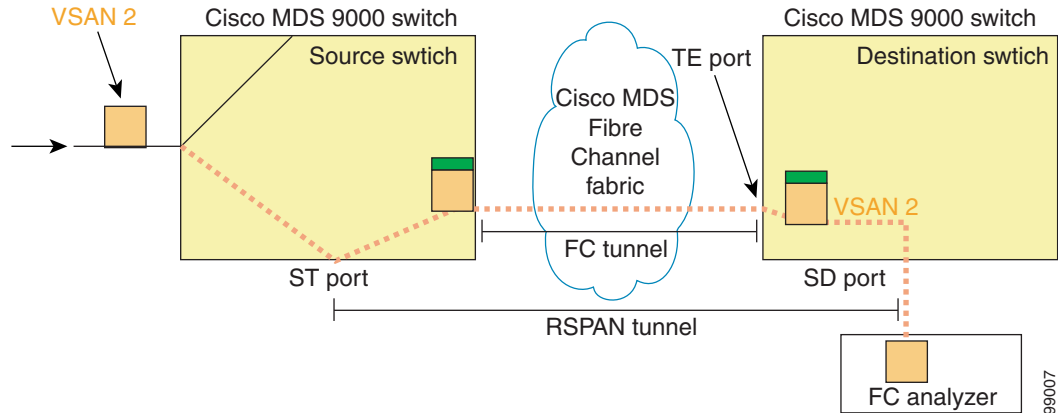 VSAN 2
Cisco MDS 9000 switch
Source swtich
Cisco MDS
Fibre
Channel
fabric
TE port
Cisco MDS 9000 switch
Destination swtich
VSAN 2
FC tunnel
ST port
SD port
RSPAN tunnel
FC analyzer
99007